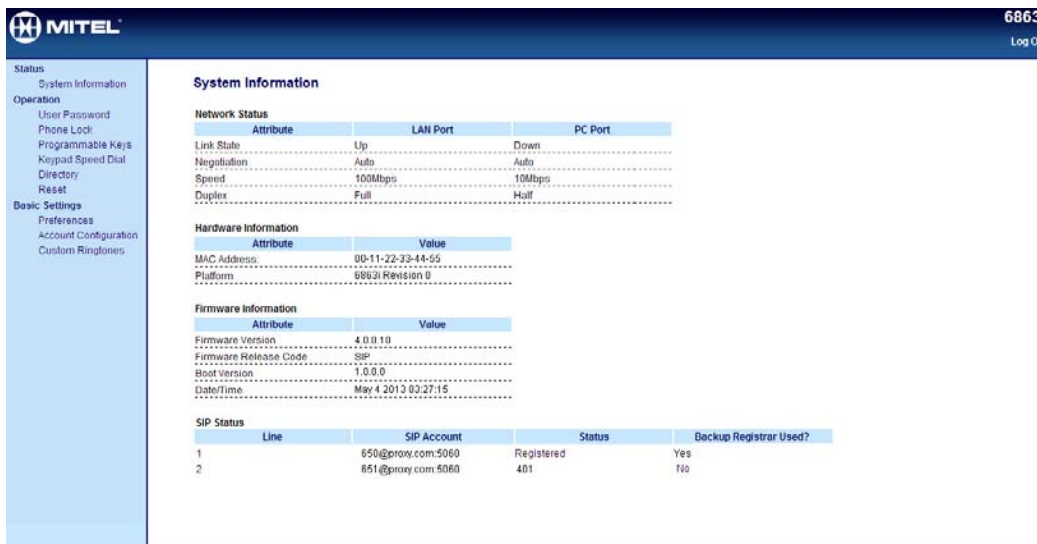 MITEL
6863
Log O
Status
System Information
Operation
User Password
Phone Lock
Programmable Keys
Keypad Speed Dial
Directory
Reset
Basic Settings
Preferences
Account Configuration
Custom Ringtones
System Information
Network Status
Attribute LAN Port PC Port
Link State Up Down
Negotiation Auto Auto
Speed 100Mbps 10Mbps
Duplex Full Half
Hardware Information
Attribute Value
MAC Address: 00-11-22-33-44-55
Platform 6863i Revision 0
Firmware Information
Attribute Value
Firmware Version 4.0.0.10
Firmware Release Code SIP
Boot Version 1.0.0.0
Date/Time May 4 2013 03:27:15
SIP Status
Line SIP Account Status Backup Registrar Used?
1 650@proxy.com:5060 Registered Yes
2 651@proxy.com:5060 401 No